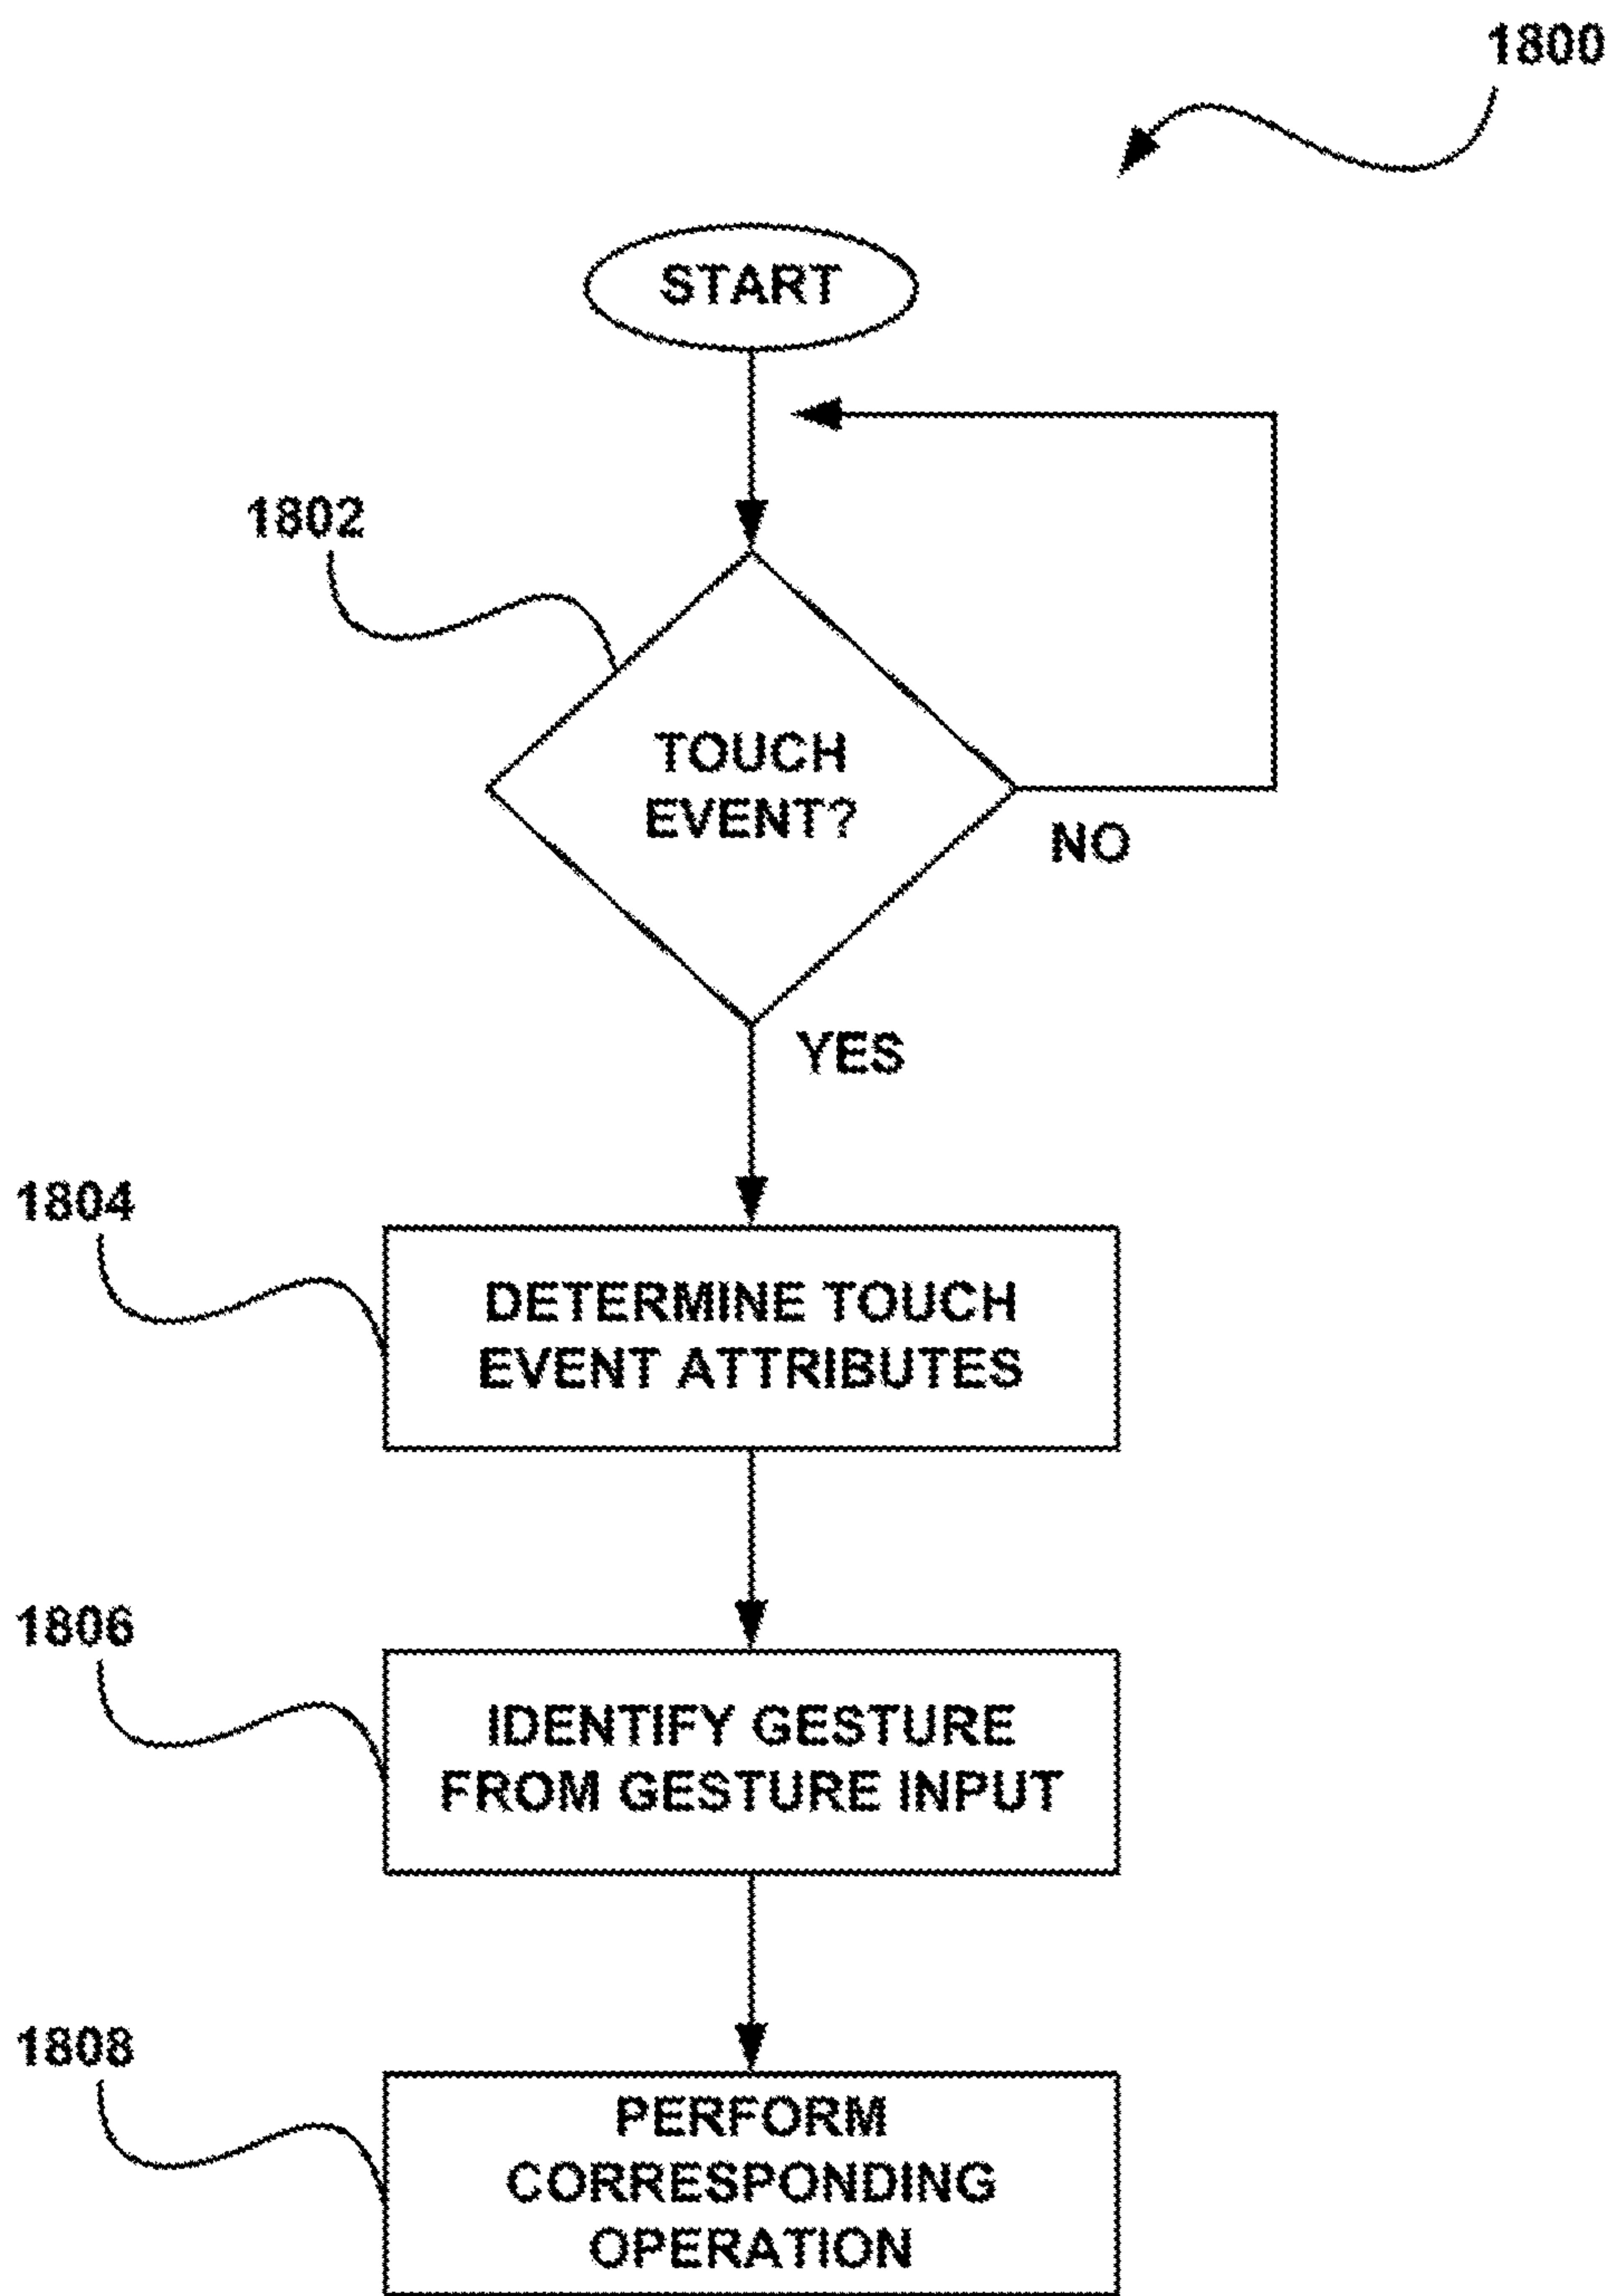 1800
START
1802
TOUCH
EVENT?
NO
YES
1804
DETERMINE TOUCH
EVENT ATTRIBUTES
1806
IDENTIFY GESTURE
FROM GESTURE INPUT
1808
PERFORM
CORRESPONDING
OPERATION